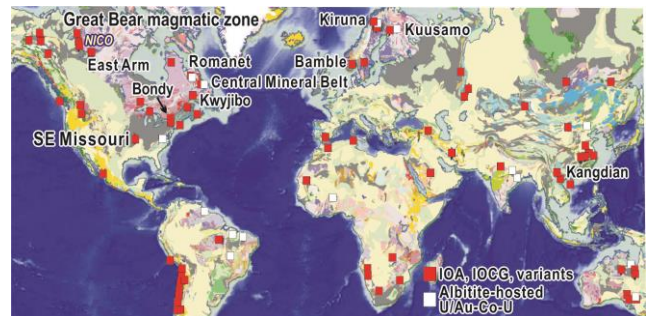 Great Bear magmatic zone
Kiruna
Kuusamo
NICO
East Arm
Romanet
Bamble
Central Mineral Belt
Bondy
Kwyjibo
SE Missouri
Kangdian
IOA, IOCG, variants
Albitite-hosted
U/Au-Co-U